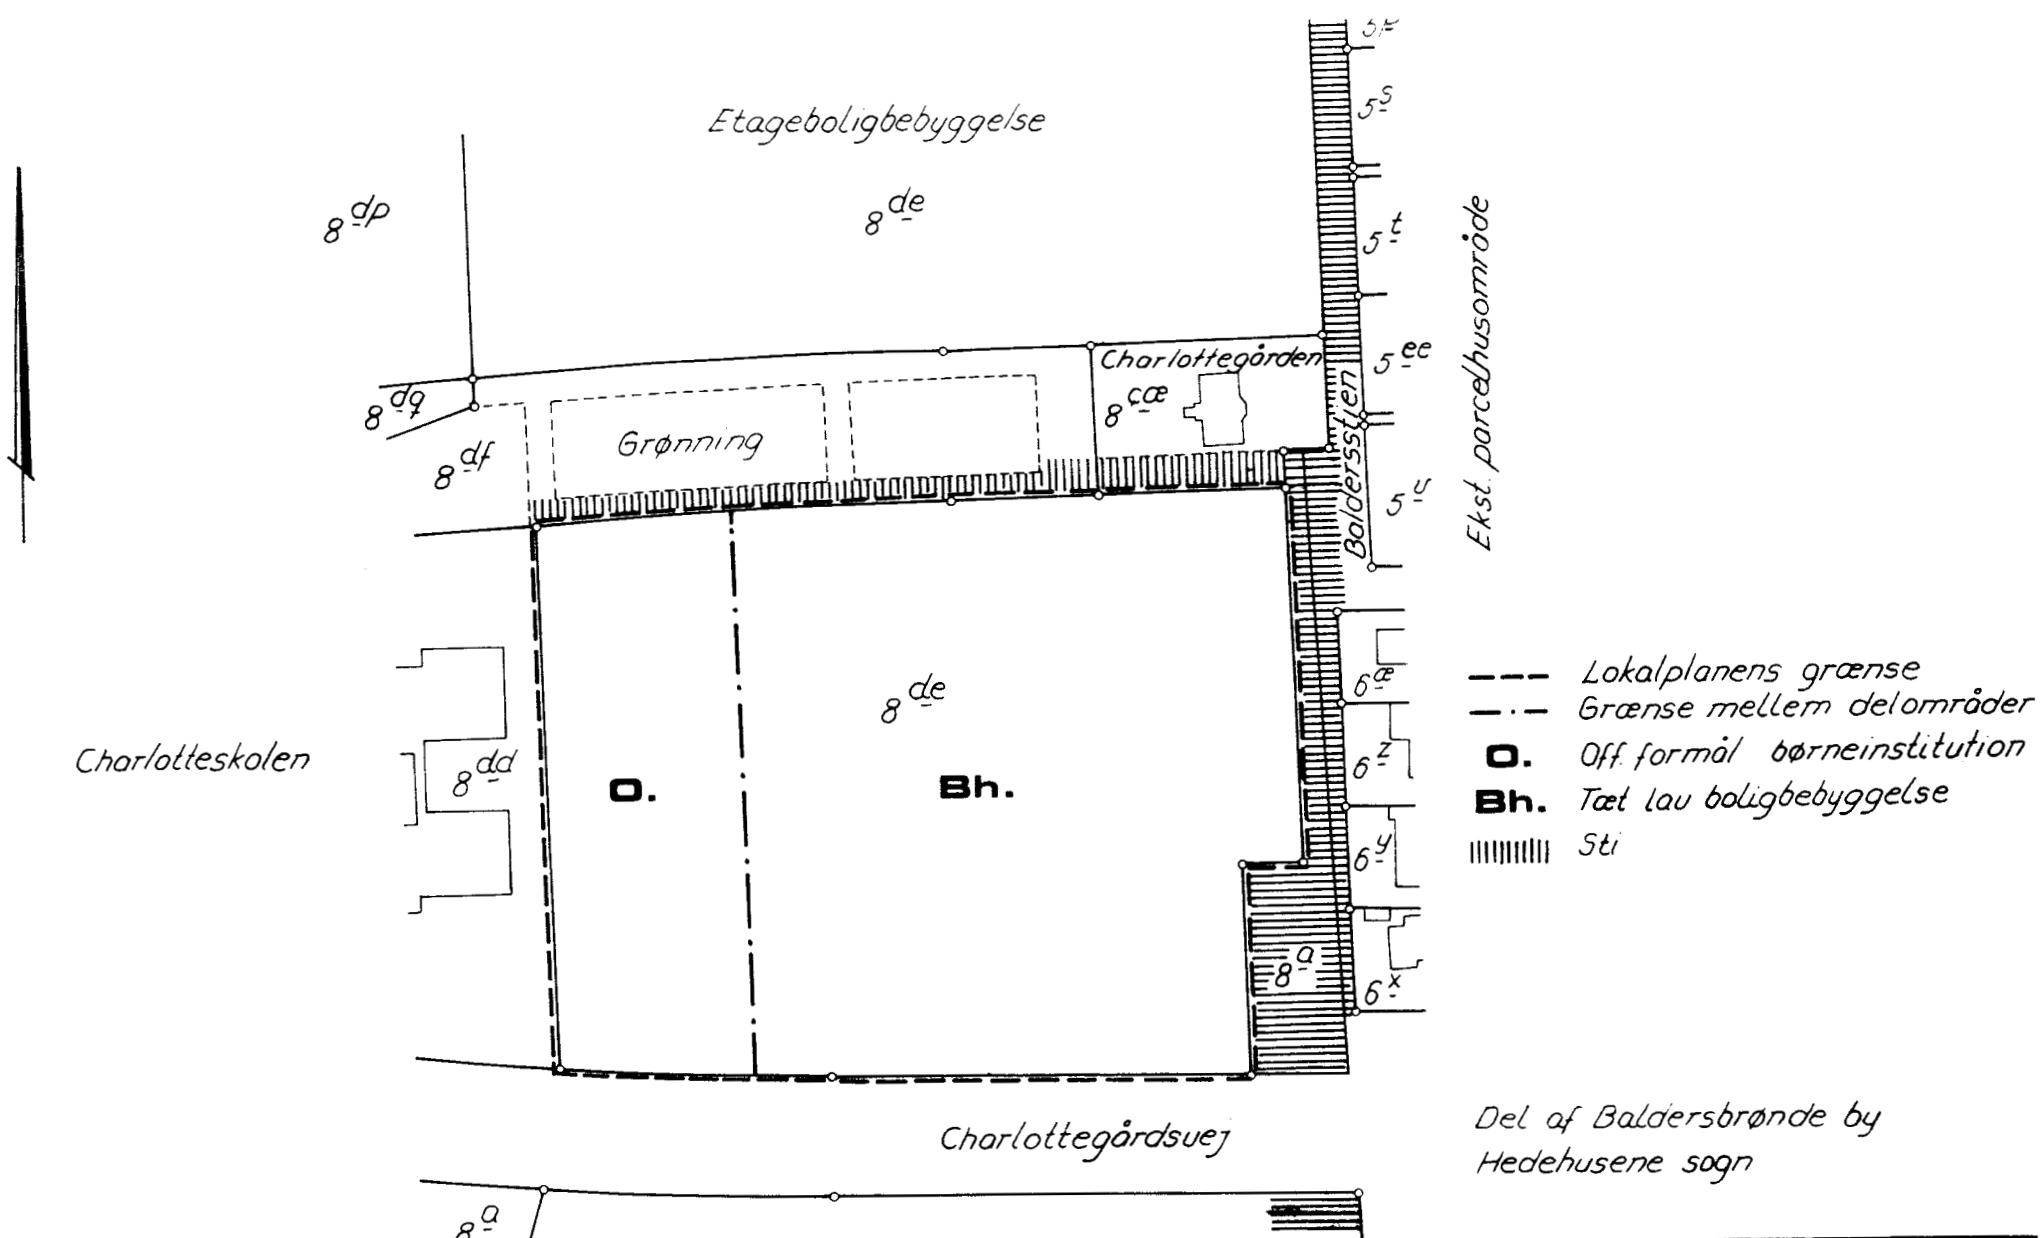 5s
Etageboligbebyggelse
8dp
8de
5t
Ekst. parcelhusområde
Charlottegården
5ee
8dq
8çæ
Grønning
8df
Baldersstien
5u
6æ
Lokalplanens grænse
8de
Grænse mellem delområder
Charlotteskolen
8dd
O.
Bh.
6z
O. Off. formål børneinstitution
Bh. Tæt lav boligbebyggelse
6y
Sti
8a
6x
Charlottegårdsvej
Del af Baldersbrønde by
Hedehusene sogn
8a